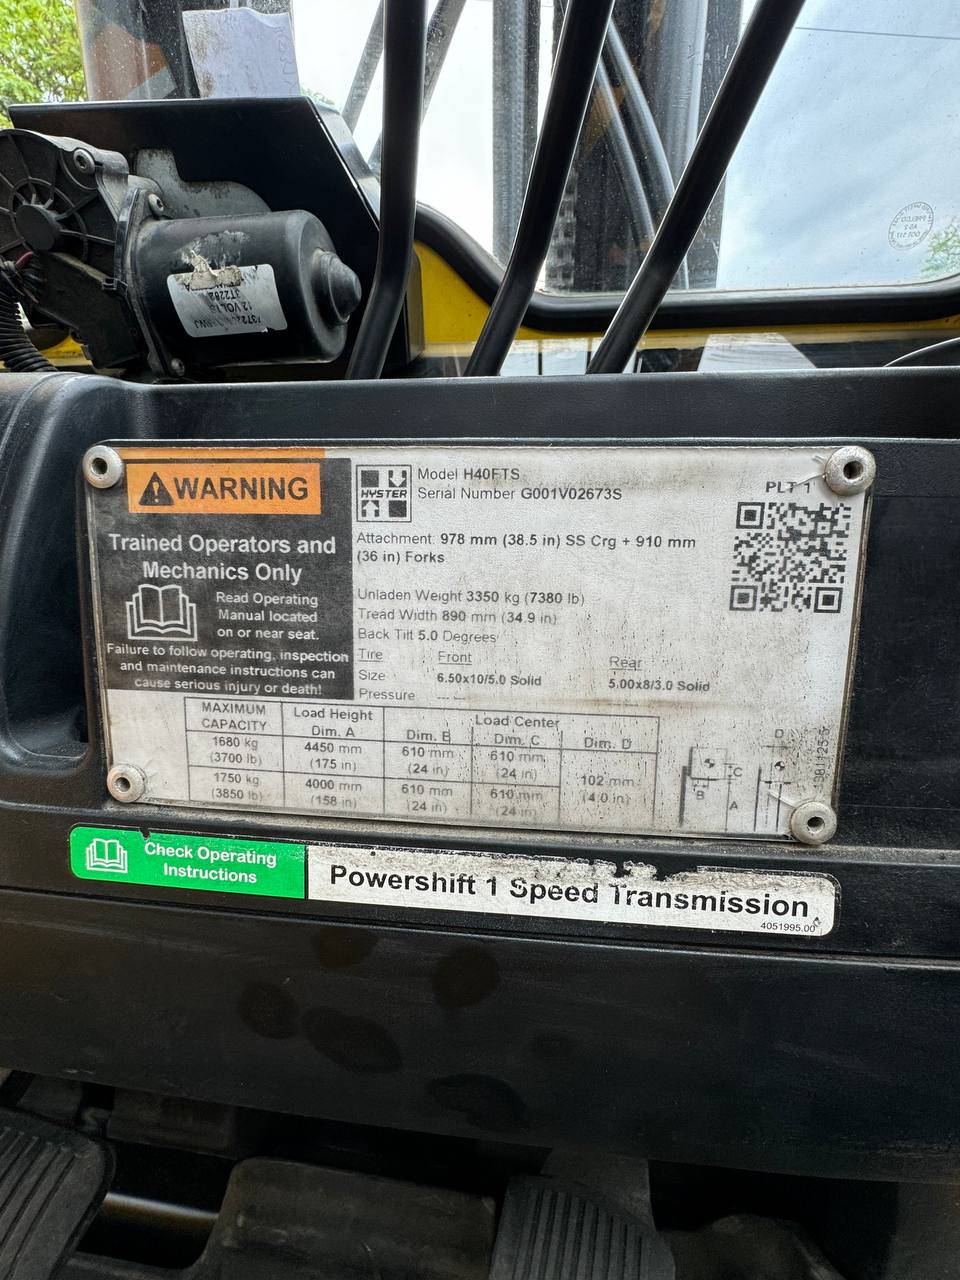 WARNING
Trained Operators and
Mechanics Only
Read Operating
Manual located
on or near seat.
Failure to follow operating, inspection
and maintenance instructions can
cause serious injury or death!
HYSTER
Model H40FTS
Serial Number G001V02673S
PLT 1
Attachment: 978 mm (38.5 in) SS Crg + 910 mm
(36 in) Forks
Unladen Weight 3350 kg (7380 lb)
Tread Width 890 mm (34.9 in)
Back Tilt 5.0 Degrees
Tire Front Rear
Size 6.50x10/5.0 Solid 5.00x8/3.0 Solid
Pressure --- ---
MAXIMUM
CAPACITY
Load Height
Dim. A
Load Center
Dim. B Dim. C Dim. D
1680 kg
(3700 lb)
4450 mm
(175 in)
610 mm
(24 in)
610 mm
(24 in)
102 mm
(4.0 in)
1750 kg
(3850 lb)
4000 mm
(158 in)
610 mm
(24 in)
610 mm
(24 in)
D
C
B
A
Check Operating
Instructions
Powershift 1 Speed Transmission
4051995.00
12 VOLTS